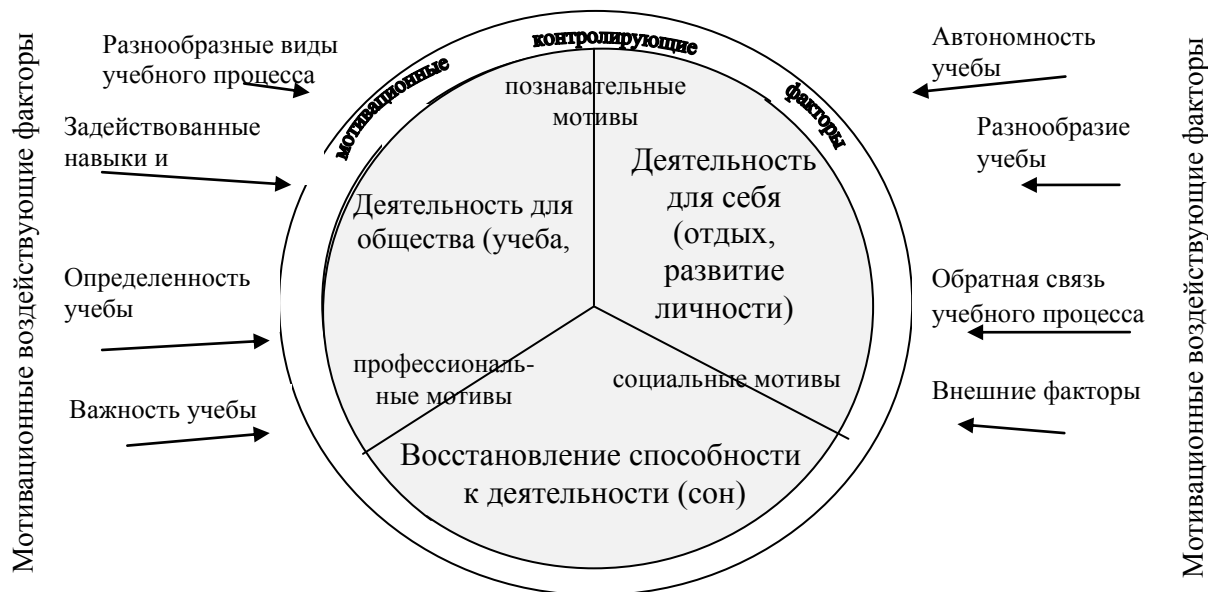 Мотивационные воздействующие факторы
Разнообразные виды
учебного процесса
Задействованные
навыки и
Определенность
учебы
Важность учебы
мотивационные
контролирующие
факторы
познавательные
мотивы
Деятельность для
общества (учеба,
Деятельность
для себя
(отдых,
развитие
личности)
профессиональ-
ные мотивы
социальные мотивы
Восстановление способности
к деятельности (сон)
Автономность
учебы
Разнообразие
учебы
Обратная связь
учебного процесса
Внешние факторы
Мотивационные воздействующие факторы